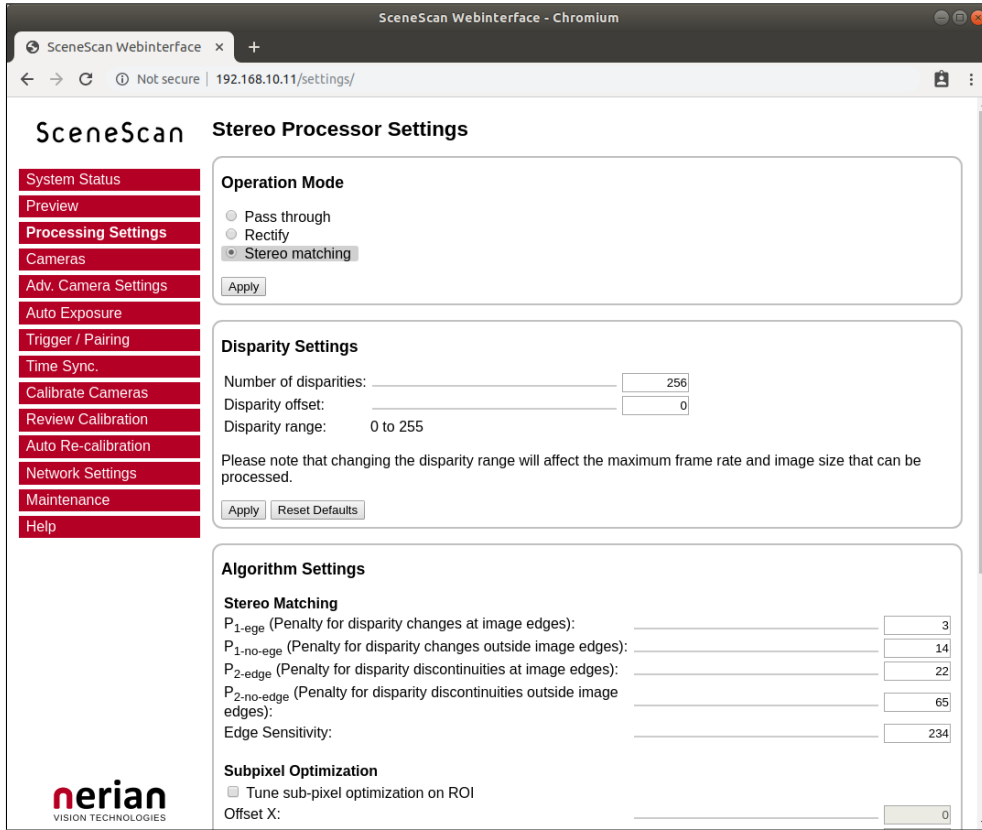 SceneScan Webinterface - Chromium
SceneScan Webinterface × +
Not secure | 192.168.10.11/settings/
SceneScan
System Status
Preview
Processing Settings
Cameras
Adv. Camera Settings
Auto Exposure
Trigger / Pairing
Time Sync.
Calibrate Cameras
Review Calibration
Auto Re-calibration
Network Settings
Maintenance
Help
nerian
VISION TECHNOLOGIES
Stereo Processor Settings
Operation Mode
Pass through
Rectify
Stereo matching
Apply
Disparity Settings
Number of disparities: 256
Disparity offset: 0
Disparity range: 0 to 255
Please note that changing the disparity range will affect the maximum frame rate and image size that can be
processed.
Apply Reset Defaults
Algorithm Settings
Stereo Matching
P1-ege (Penalty for disparity changes at image edges): 3
P1-no-ege (Penalty for disparity changes outside image edges): 14
P2-edge (Penalty for disparity discontinuities at image edges): 22
P2-no-edge (Penalty for disparity discontinuities outside image
edges): 65
Edge Sensitivity: 234
Subpixel Optimization
Tune sub-pixel optimization on ROI
Offset X: 0